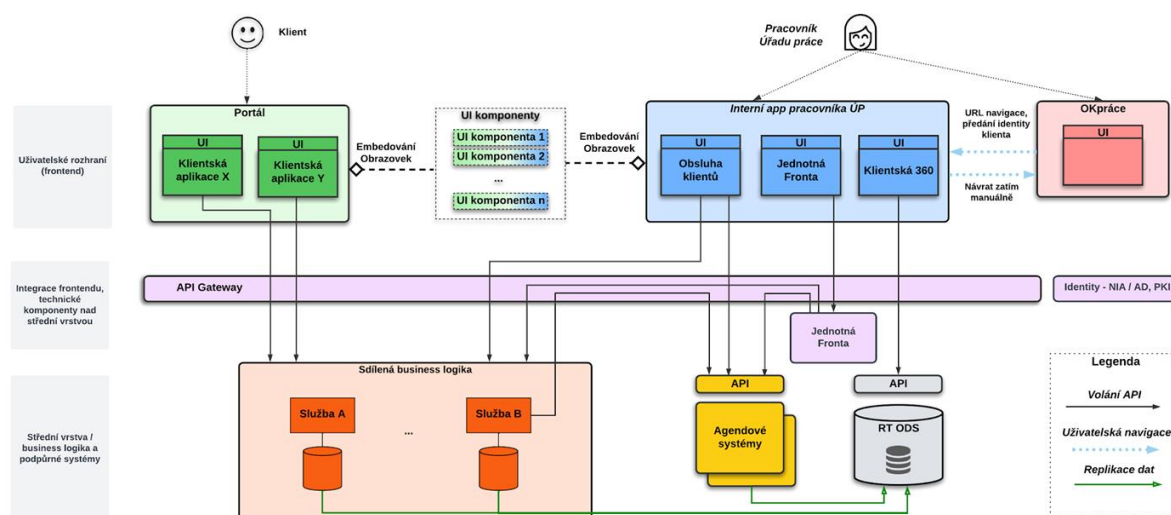 Klient
Pracovník
Úřadu práce
Uživatelské rozhraní
(frontend)
Portál
UI
Klientská
aplikace X
UI
Klientská
aplikace Y
Embedování
Obrazovek
UI komponenty
UI komponenta 1
UI komponenta 2
...
UI komponenta n
Embedování
Obrazovek
Interní app pracovníka ÚP
UI
Obsluha
klientů
UI
Jednotná
Fronta
UI
Klientská 360
URL navigace,
předání identity
klienta
Návrat zatím
manuálně
OKpráce
UI
Integrace frontendu,
technické
komponenty nad
střední vrstvou
API Gateway
Identity - NIA / AD, PKI
Jednotná
Fronta
Střední vrstva /
business logika a
podpůrné systémy
Sdílená business logika
Služba A
...
Služba B
API
Agendové
systémy
API
RT ODS
Legenda
Volání API
Uživatelská navigace
Replikace dat